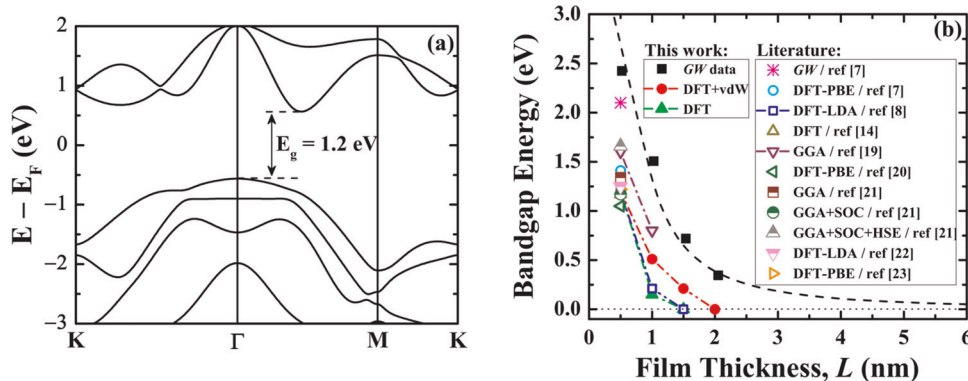 (a)
E – E_F (eV)
2
1
0
-1
-2
-3
E_g = 1.2 eV
K Γ M K
(b)
Bandgap Energy (eV)
3.0
2.5
2.0
1.5
1.0
0.5
0.0
This work:
GW data
DFT+vdW
DFT
Literature:
GW / ref [7]
DFT-PBE / ref [7]
DFT-LDA / ref [8]
DFT / ref [14]
GGA / ref [19]
DFT-PBE / ref [20]
GGA / ref [21]
GGA+SOC / ref [21]
GGA+SOC+HSE / ref [21]
DFT-LDA / ref [22]
DFT-PBE / ref [23]
0 1 2 3 4 5 6
Film Thickness, L (nm)